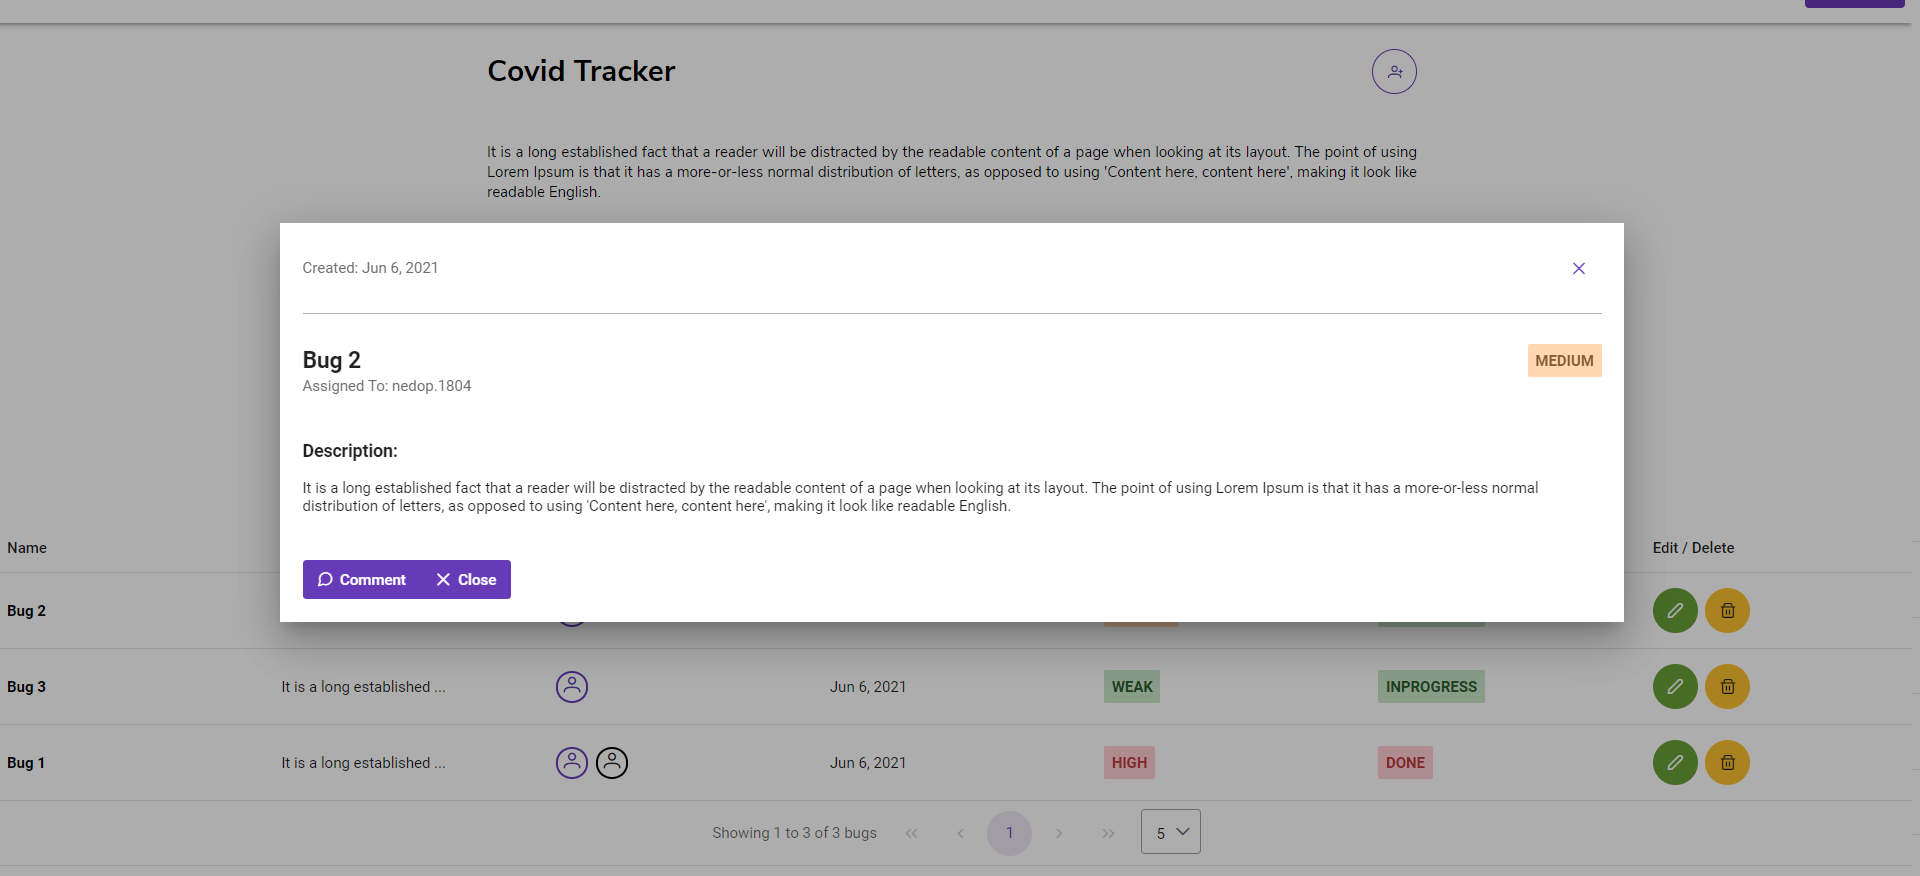 Covid Tracker
It is a long established fact that a reader will be distracted by the readable content of a page when looking at its layout. The point of using
Lorem Ipsum is that it has a more-or-less normal distribution of letters, as opposed to using 'Content here, content here', making it look like
readable English.
Created: Jun 6, 2021
Bug 2
MEDIUM
Assigned To: nedop.1804
Description:
It is a long established fact that a reader will be distracted by the readable content of a page when looking at its layout. The point of using Lorem Ipsum is that it has a more-or-less normal
distribution of letters, as opposed to using 'Content here, content here', making it look like readable English.
Comment Close
Name Edit / Delete
Bug 2
Bug 3 It is a long established ... Jun 6, 2021 WEAK INPROGRESS
Bug 1 It is a long established ... Jun 6, 2021 HIGH DONE
Showing 1 to 3 of 3 bugs 1 5